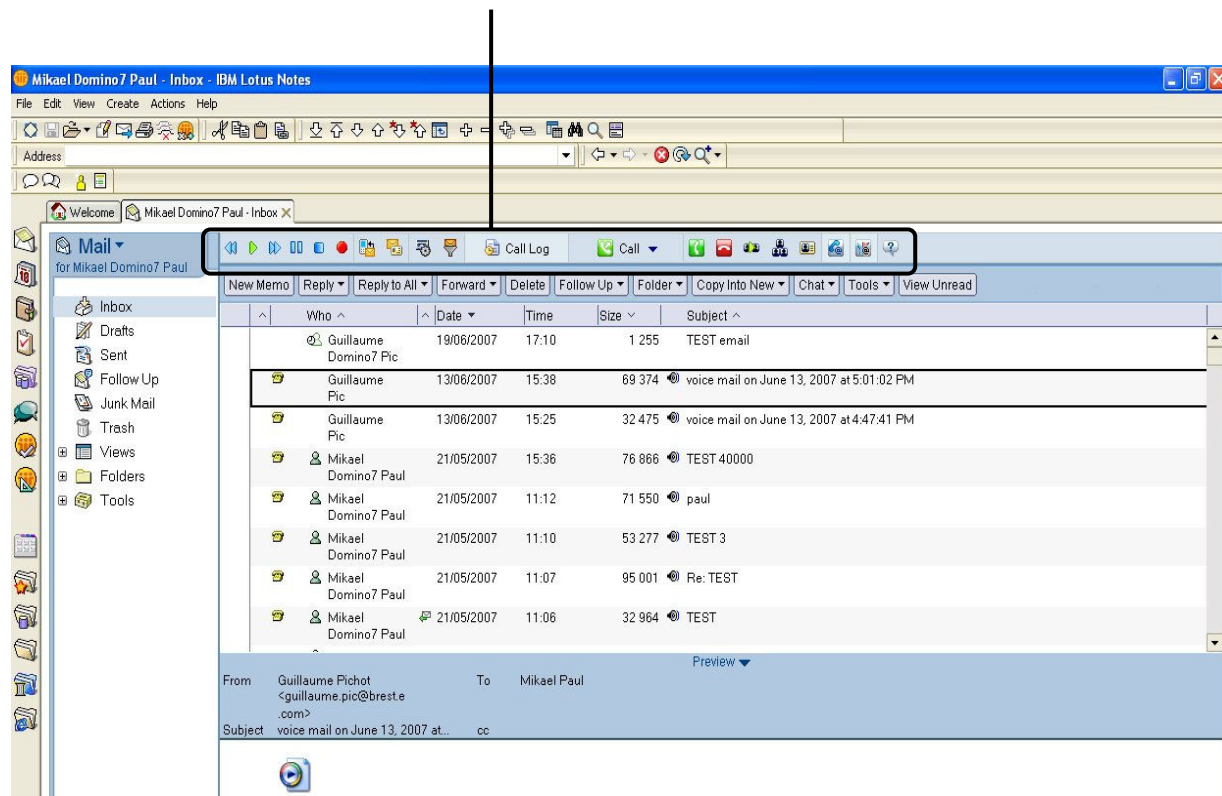 Mikael Domino7 Paul - Inbox - IBM Lotus Notes
File Edit View Create Actions Help
Address
Welcome Mikael Domino7 Paul - Inbox
Mail
for Mikael Domino7 Paul
Call Log Call
New Memo Reply Reply to All Forward Delete Follow Up Folder Copy Into New Chat Tools View Unread
Inbox
Drafts
Sent
Follow Up
Junk Mail
Trash
Views
Folders
Tools
Who Date Time Size Subject
Guillaume Domino7 Pic 19/06/2007 17:10 1 255 TEST email
Guillaume Pic 13/06/2007 15:38 69 374 voice mail on June 13, 2007 at 5:01:02 PM
Guillaume Pic 13/06/2007 15:25 32 475 voice mail on June 13, 2007 at 4:47:41 PM
Mikael Domino7 Paul 21/05/2007 15:36 76 866 TEST 40000
Mikael Domino7 Paul 21/05/2007 11:12 71 550 paul
Mikael Domino7 Paul 21/05/2007 11:10 53 277 TEST 3
Mikael Domino7 Paul 21/05/2007 11:07 95 001 Re: TEST
Mikael Domino7 Paul 21/05/2007 11:06 32 964 TEST
Preview
From Guillaume Pichot To Mikael Paul
<guillaume.pic@brest.e
.com>
Subject voice mail on June 13, 2007 at... cc